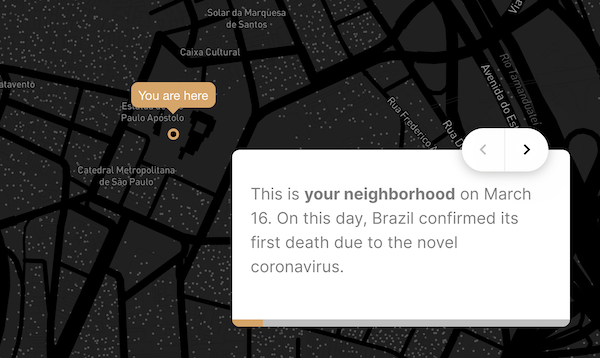 Solar da Marquesa
de Santos
Caixa Cultural
atavento
You are here
Paulo Apóstolo
Catedral Metropolitana
de São Paulo
Rua Frederico A
Rua D
Avenida do Es
Rio Tamanduateí
Via
This is your neighborhood on March
16. On this day, Brazil confirmed its
first death due to the novel
coronavirus.